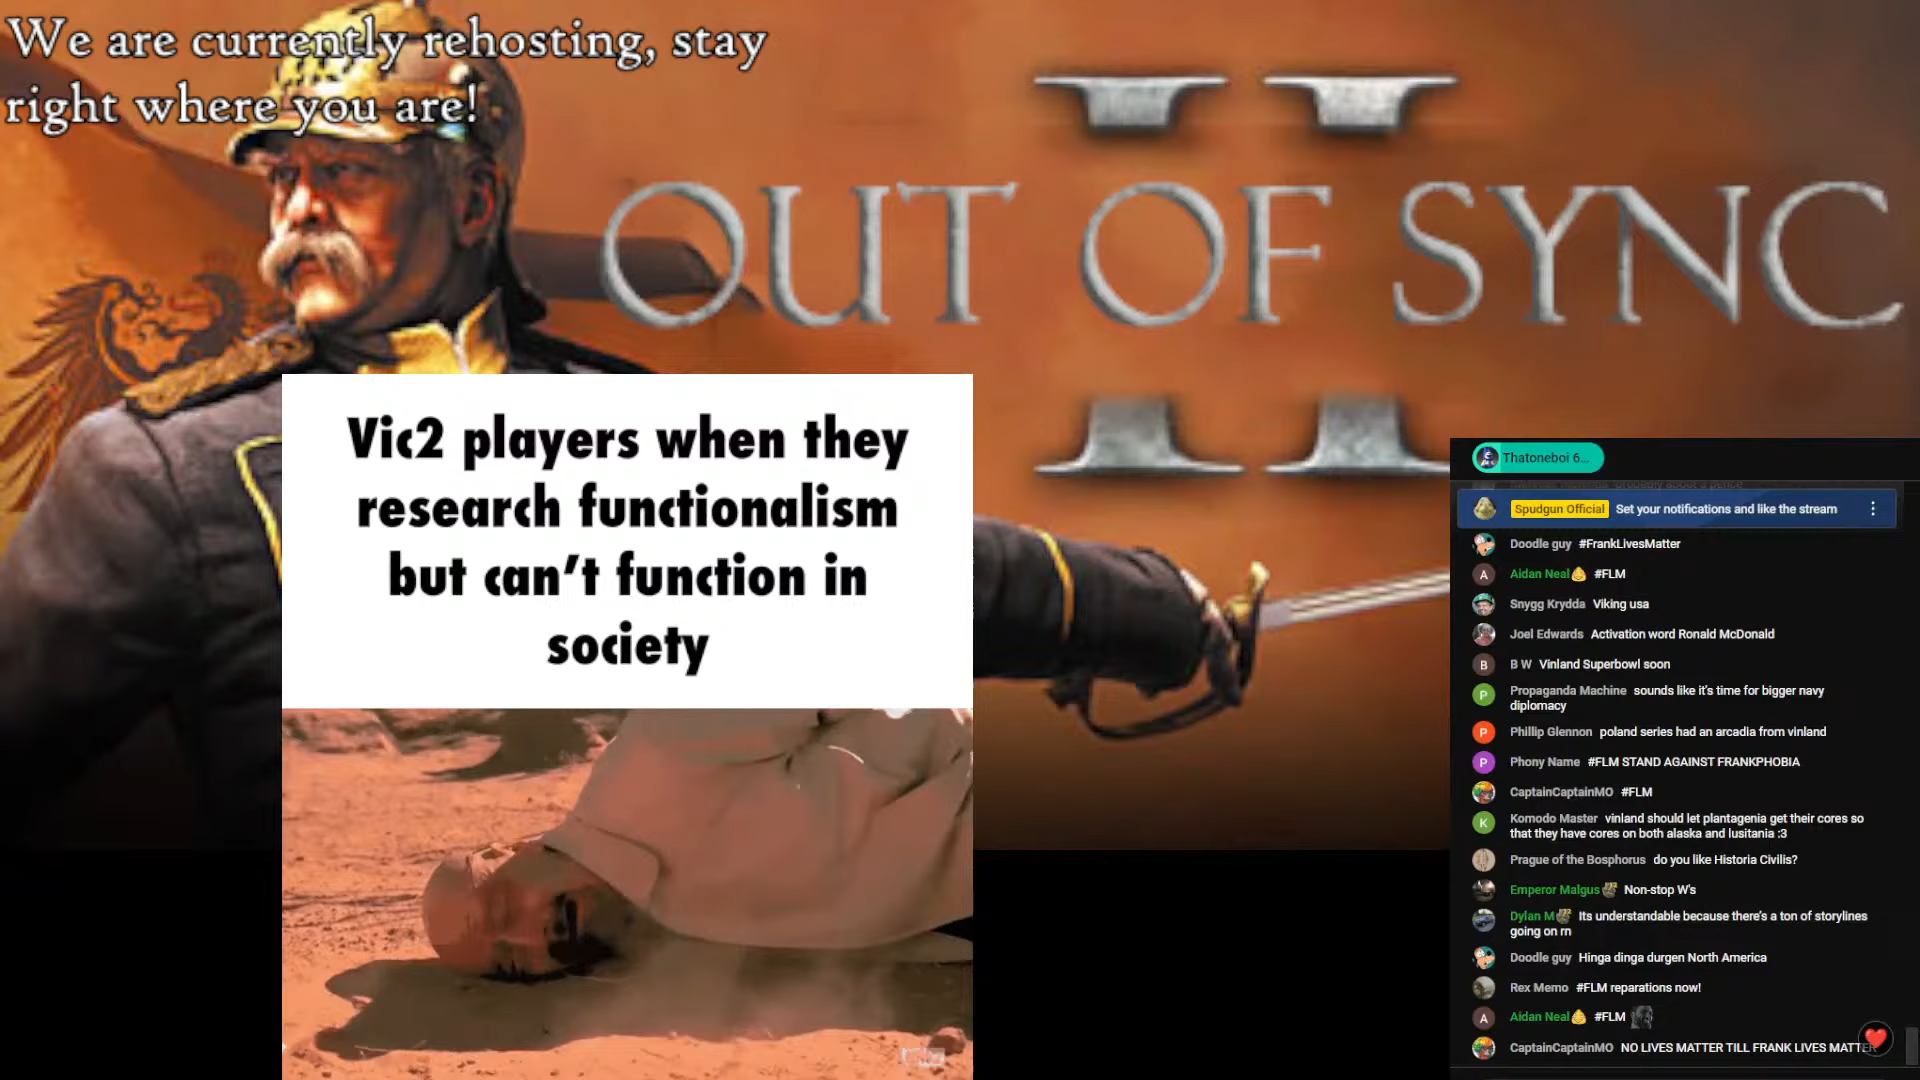 We are currently rehosting, stay
right where you are!
II
OUT OF SYNC
Vic2 players when they
research functionalism
but can't function in
society
Thatoneboi 6...
Spudgun Official Set your notifications and like the stream
Doodle guy #FrankLivesMatter
A Aidan Neal #FLM
Snygg Krydda Viking usa
Joel Edwards Activation word Ronald McDonald
B B W Vinland Superbowl soon
P Propaganda Machine sounds like it's time for bigger navy
diplomacy
P Phillip Glennon poland series had an arcadia from vinland
P Phony Name #FLM STAND AGAINST FRANKPHOBIA
CaptainCaptainMO #FLM
K Komodo Master vinland should let plantagenia get their cores so
that they have cores on both alaska and lusitania :3
Prague of the Bosphorus do you like Historia Civilis?
Emperor Malgus Non-stop W's
Dylan M Its understandable because there's a ton of storylines
going on rn
Doodle guy Hinga dinga durgen North America
Rex Memo #FLM reparations now!
A Aidan Neal #FLM
CaptainCaptainMO NO LIVES MATTER TILL FRANK LIVES MATTER